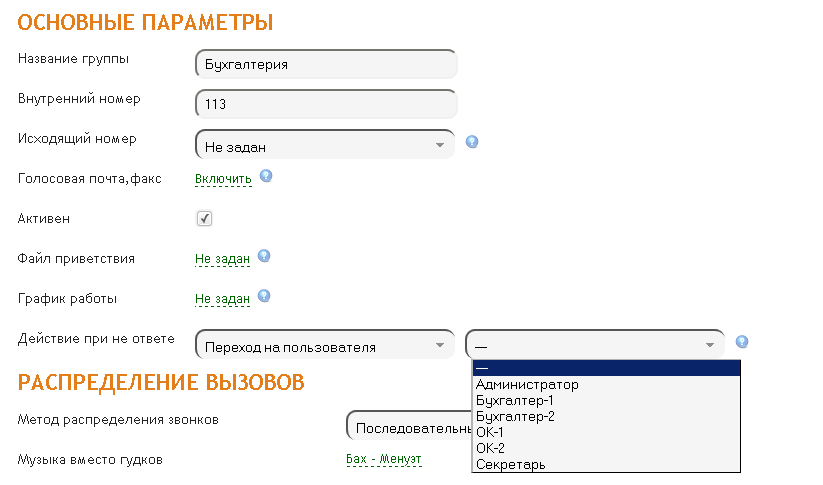 ОСНОВНЫЕ ПАРАМЕТРЫ
Название группы Бухгалтерия
Внутренний номер 113
Исходящий номер Не задан
Голосовая почта,факс Включить
Активен
Файл приветствия Не задан
График работы Не задан
Действие при не ответе Переход на пользователя —
—
Администратор
Бухгалтер-1
Бухгалтер-2
ОК-1
ОК-2
Секретарь
РАСПРЕДЕЛЕНИЕ ВЫЗОВОВ
Метод распределения звонков Последовательны
Музыка вместо гудков Бах - Менуэт